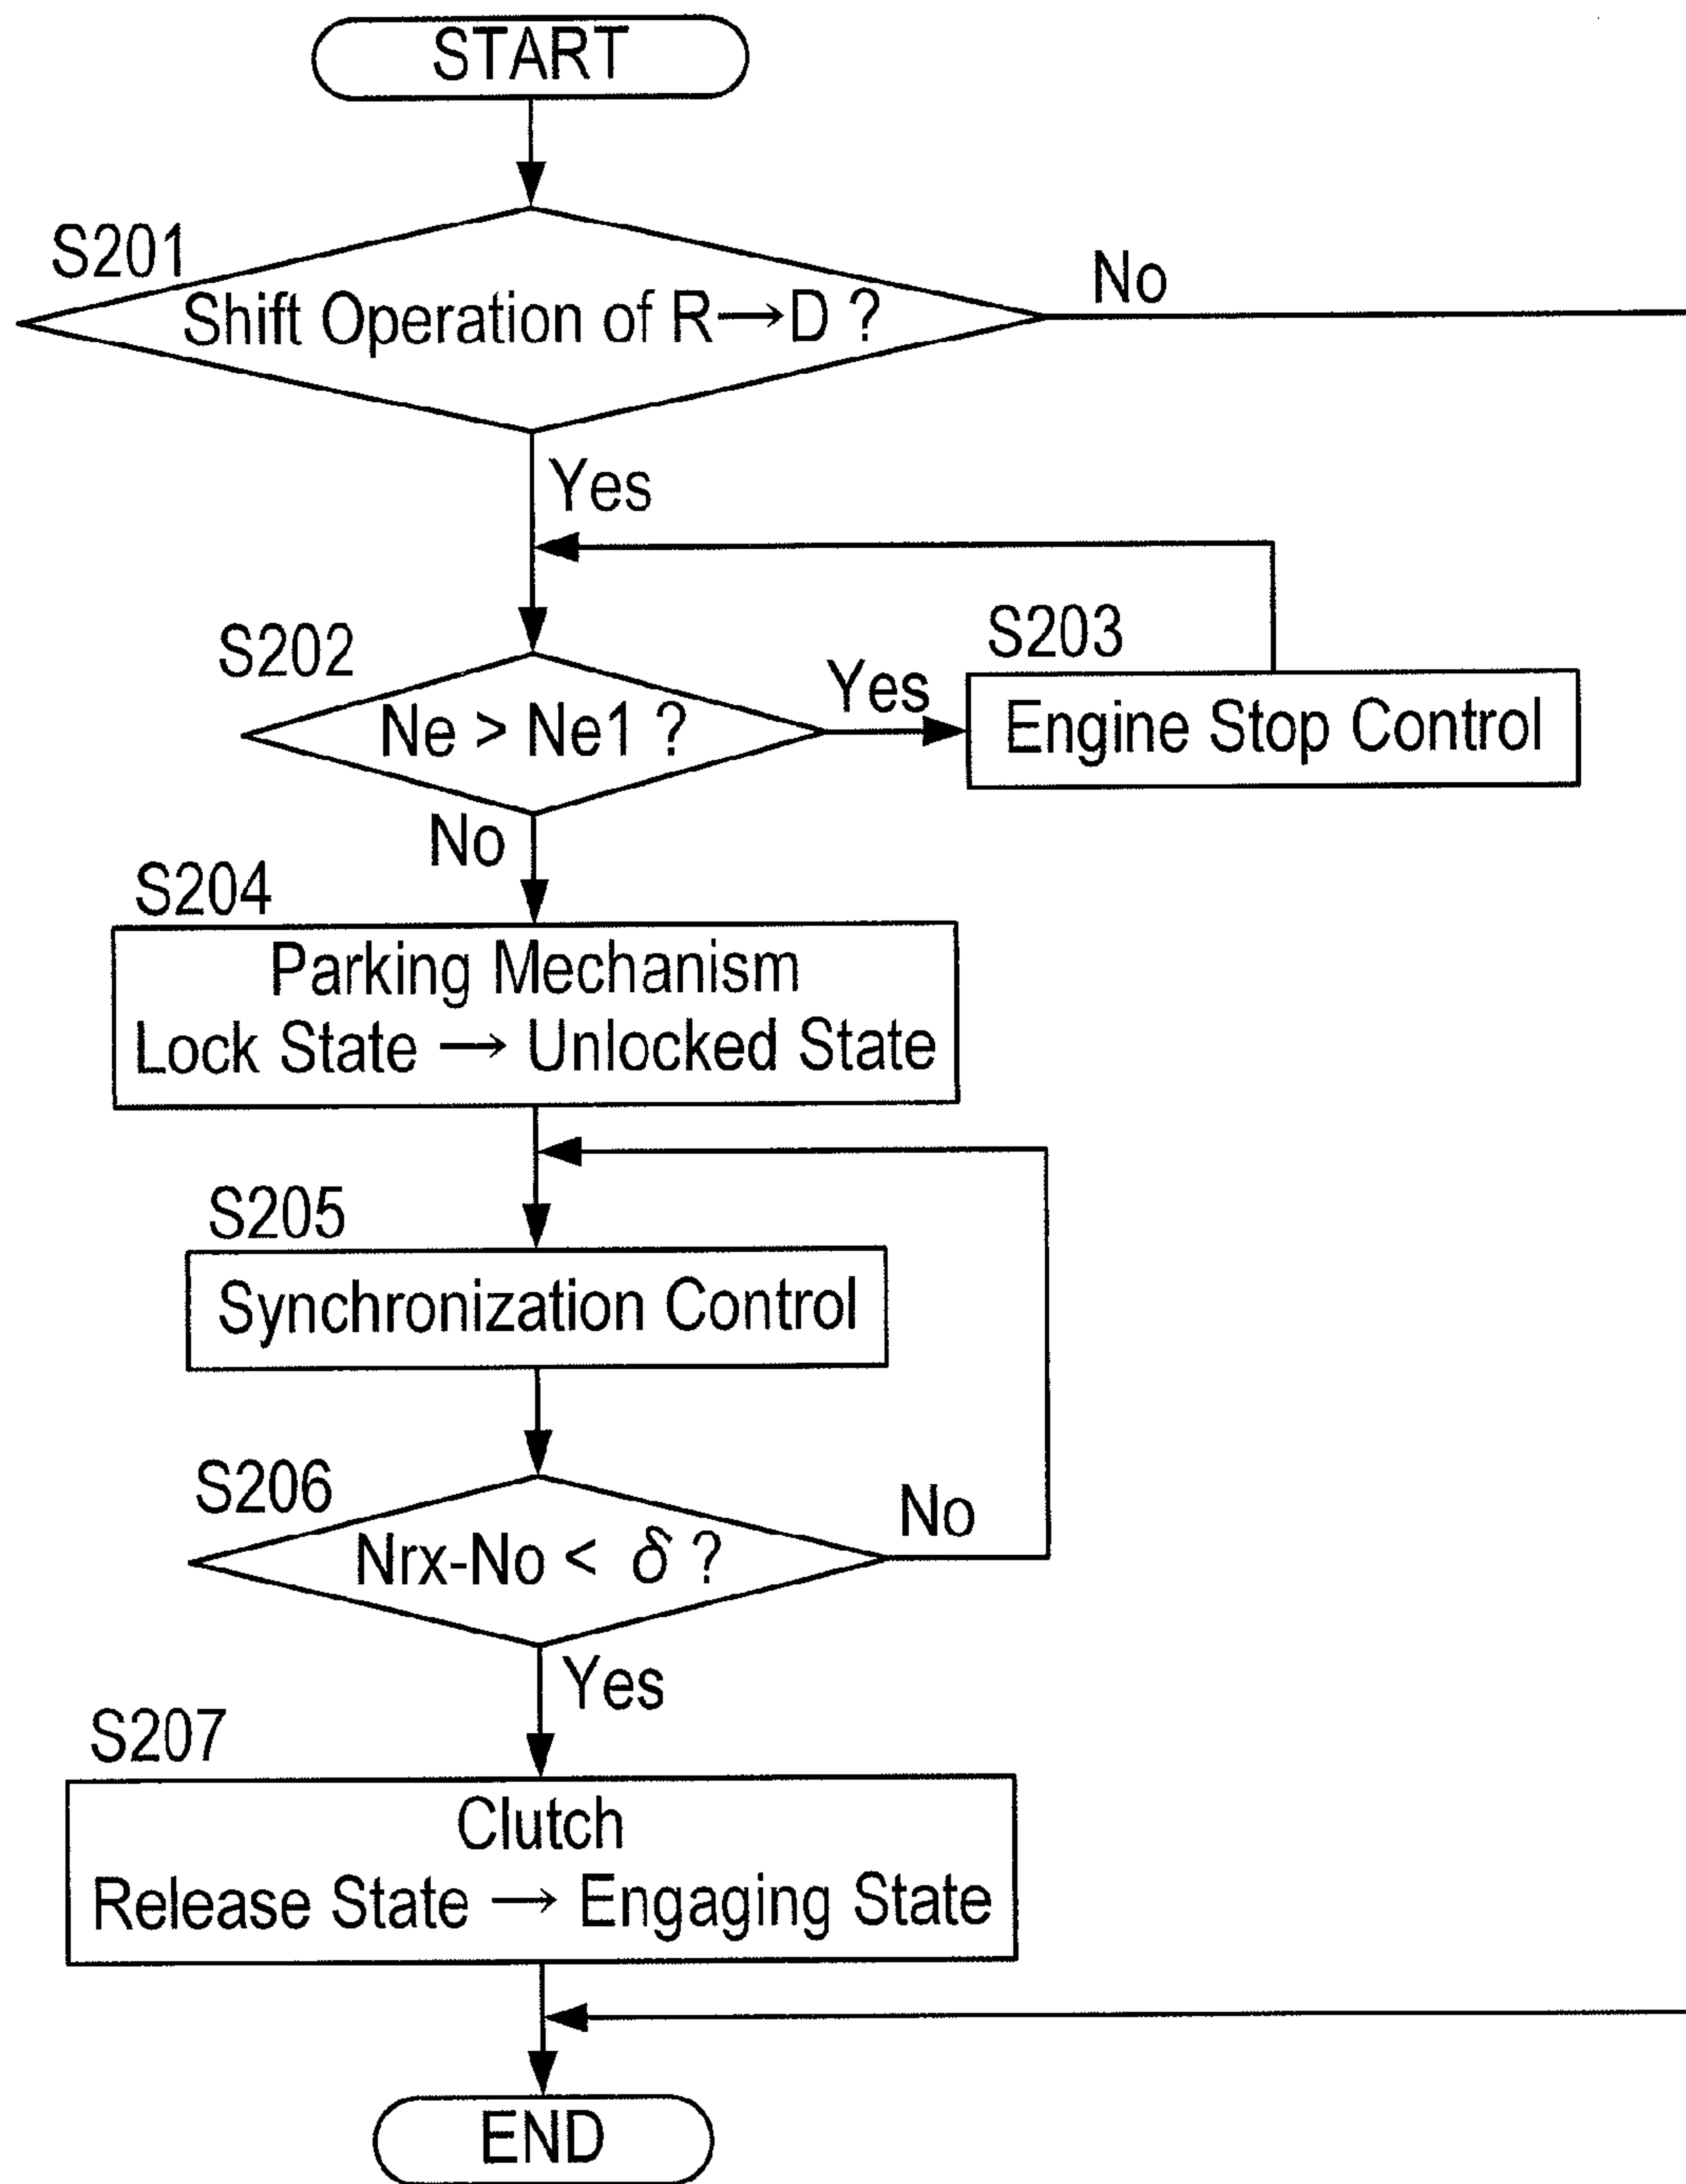 START
S201
Shift Operation of R→D ?
No
Yes
S202
Ne > Ne1 ?
Yes
S203
Engine Stop Control
No
S204
Parking Mechanism
Lock State → Unlocked State
S205
Synchronization Control
S206
Nrx-No < δ ?
No
Yes
S207
Clutch
Release State → Engaging State
END